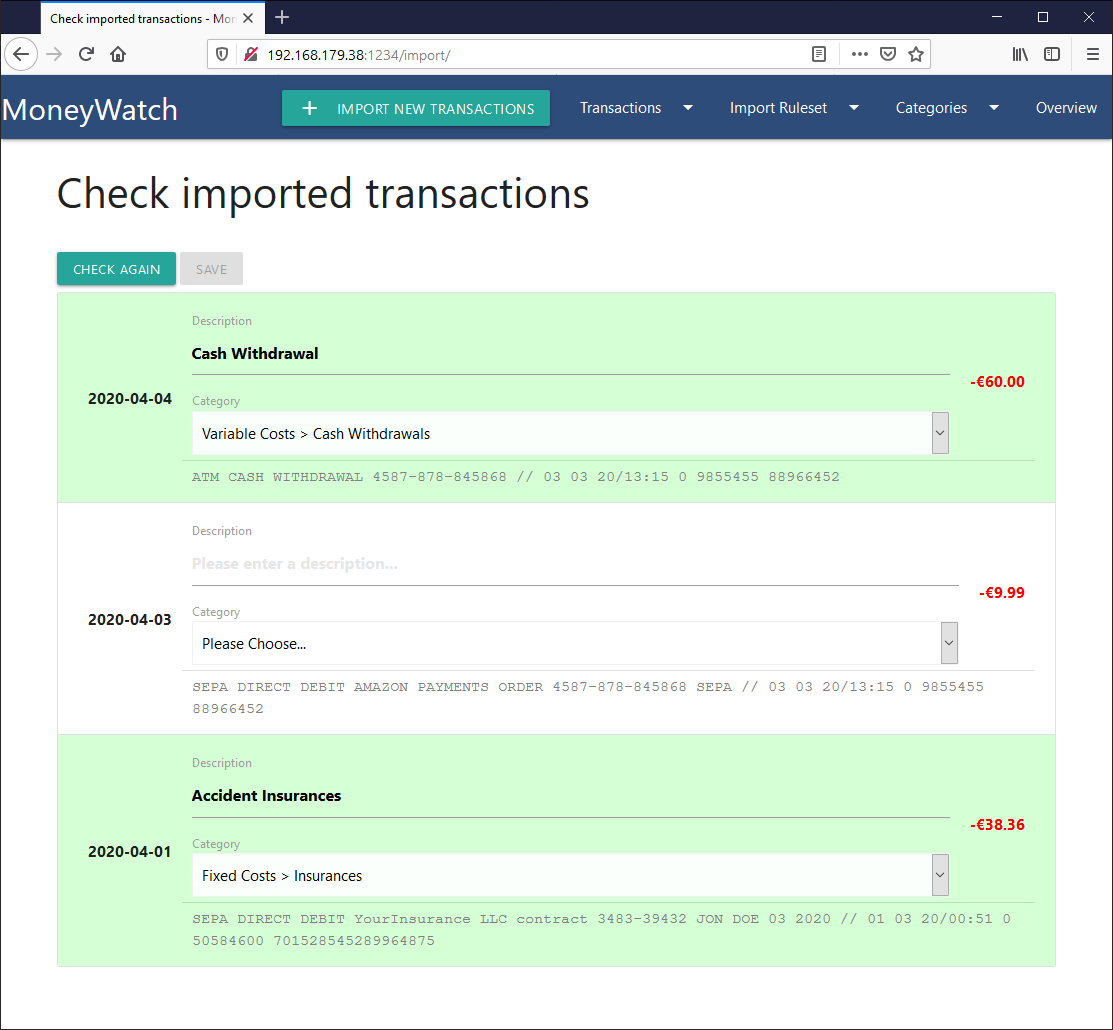 Check imported transactions - Mon
192.168.179.38:1234/import/
MoneyWatch
+ IMPORT NEW TRANSACTIONS
Transactions
Import Ruleset
Categories
Overview
Check imported transactions
CHECK AGAIN
SAVE
Description
Cash Withdrawal
-€60.00
2020-04-04
Category
Variable Costs > Cash Withdrawals
ATM CASH WITHDRAWAL 4587-878-845868 // 03 03 20/13:15 0 9855455 88966452
Description
Please enter a description...
-€9.99
2020-04-03
Category
Please Choose...
SEPA DIRECT DEBIT AMAZON PAYMENTS ORDER 4587-878-845868 SEPA // 03 03 20/13:15 0 9855455
88966452
Description
Accident Insurances
-€38.36
2020-04-01
Category
Fixed Costs > Insurances
SEPA DIRECT DEBIT YourInsurance LLC contract 3483-39432 JON DOE 03 2020 // 01 03 20/00:51 0
50584600 701528545289964875